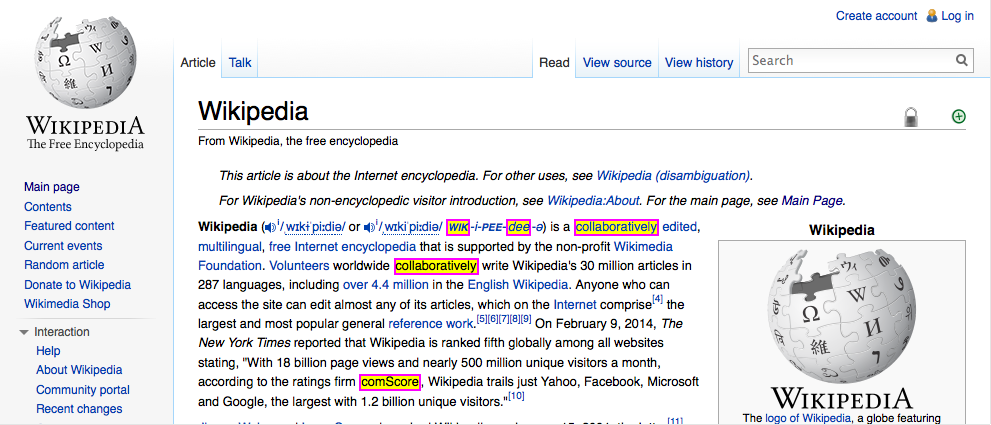 Create account Log in
WIKIPEDIA
The Free Encyclopedia
Main page
Contents
Featured content
Current events
Random article
Donate to Wikipedia
Wikimedia Shop
Interaction
Help
About Wikipedia
Community portal
Recent changes
Article Talk
Read View source View history Search
Wikipedia
From Wikipedia, the free encyclopedia
This article is about the Internet encyclopedia. For other uses, see Wikipedia (disambiguation).
For Wikipedia's non-encyclopedic visitor introduction, see Wikipedia:About. For the main page, see Main Page.
Wikipedia (i/ˌwɪkɨˈpiːdiə/ or i/ˌwɪkiˈpiːdiə/ WIK-i-PEE-dee-ə) is a collaboratively edited,
multilingual, free Internet encyclopedia that is supported by the non-profit Wikimedia
Foundation. Volunteers worldwide collaboratively write Wikipedia's 30 million articles in
287 languages, including over 4.4 million in the English Wikipedia. Anyone who can
access the site can edit almost any of its articles, which on the Internet comprise[4] the
largest and most popular general reference work.[5][6][7][8][9] On February 9, 2014, The
New York Times reported that Wikipedia is ranked fifth globally among all websites
stating, "With 18 billion page views and nearly 500 million unique visitors a month,
according to the ratings firm comScore, Wikipedia trails just Yahoo, Facebook, Microsoft
and Google, the largest with 1.2 billion unique visitors."[10]
[11]
Wikipedia
WIKIPEDIA
The logo of Wikipedia, a globe featuring